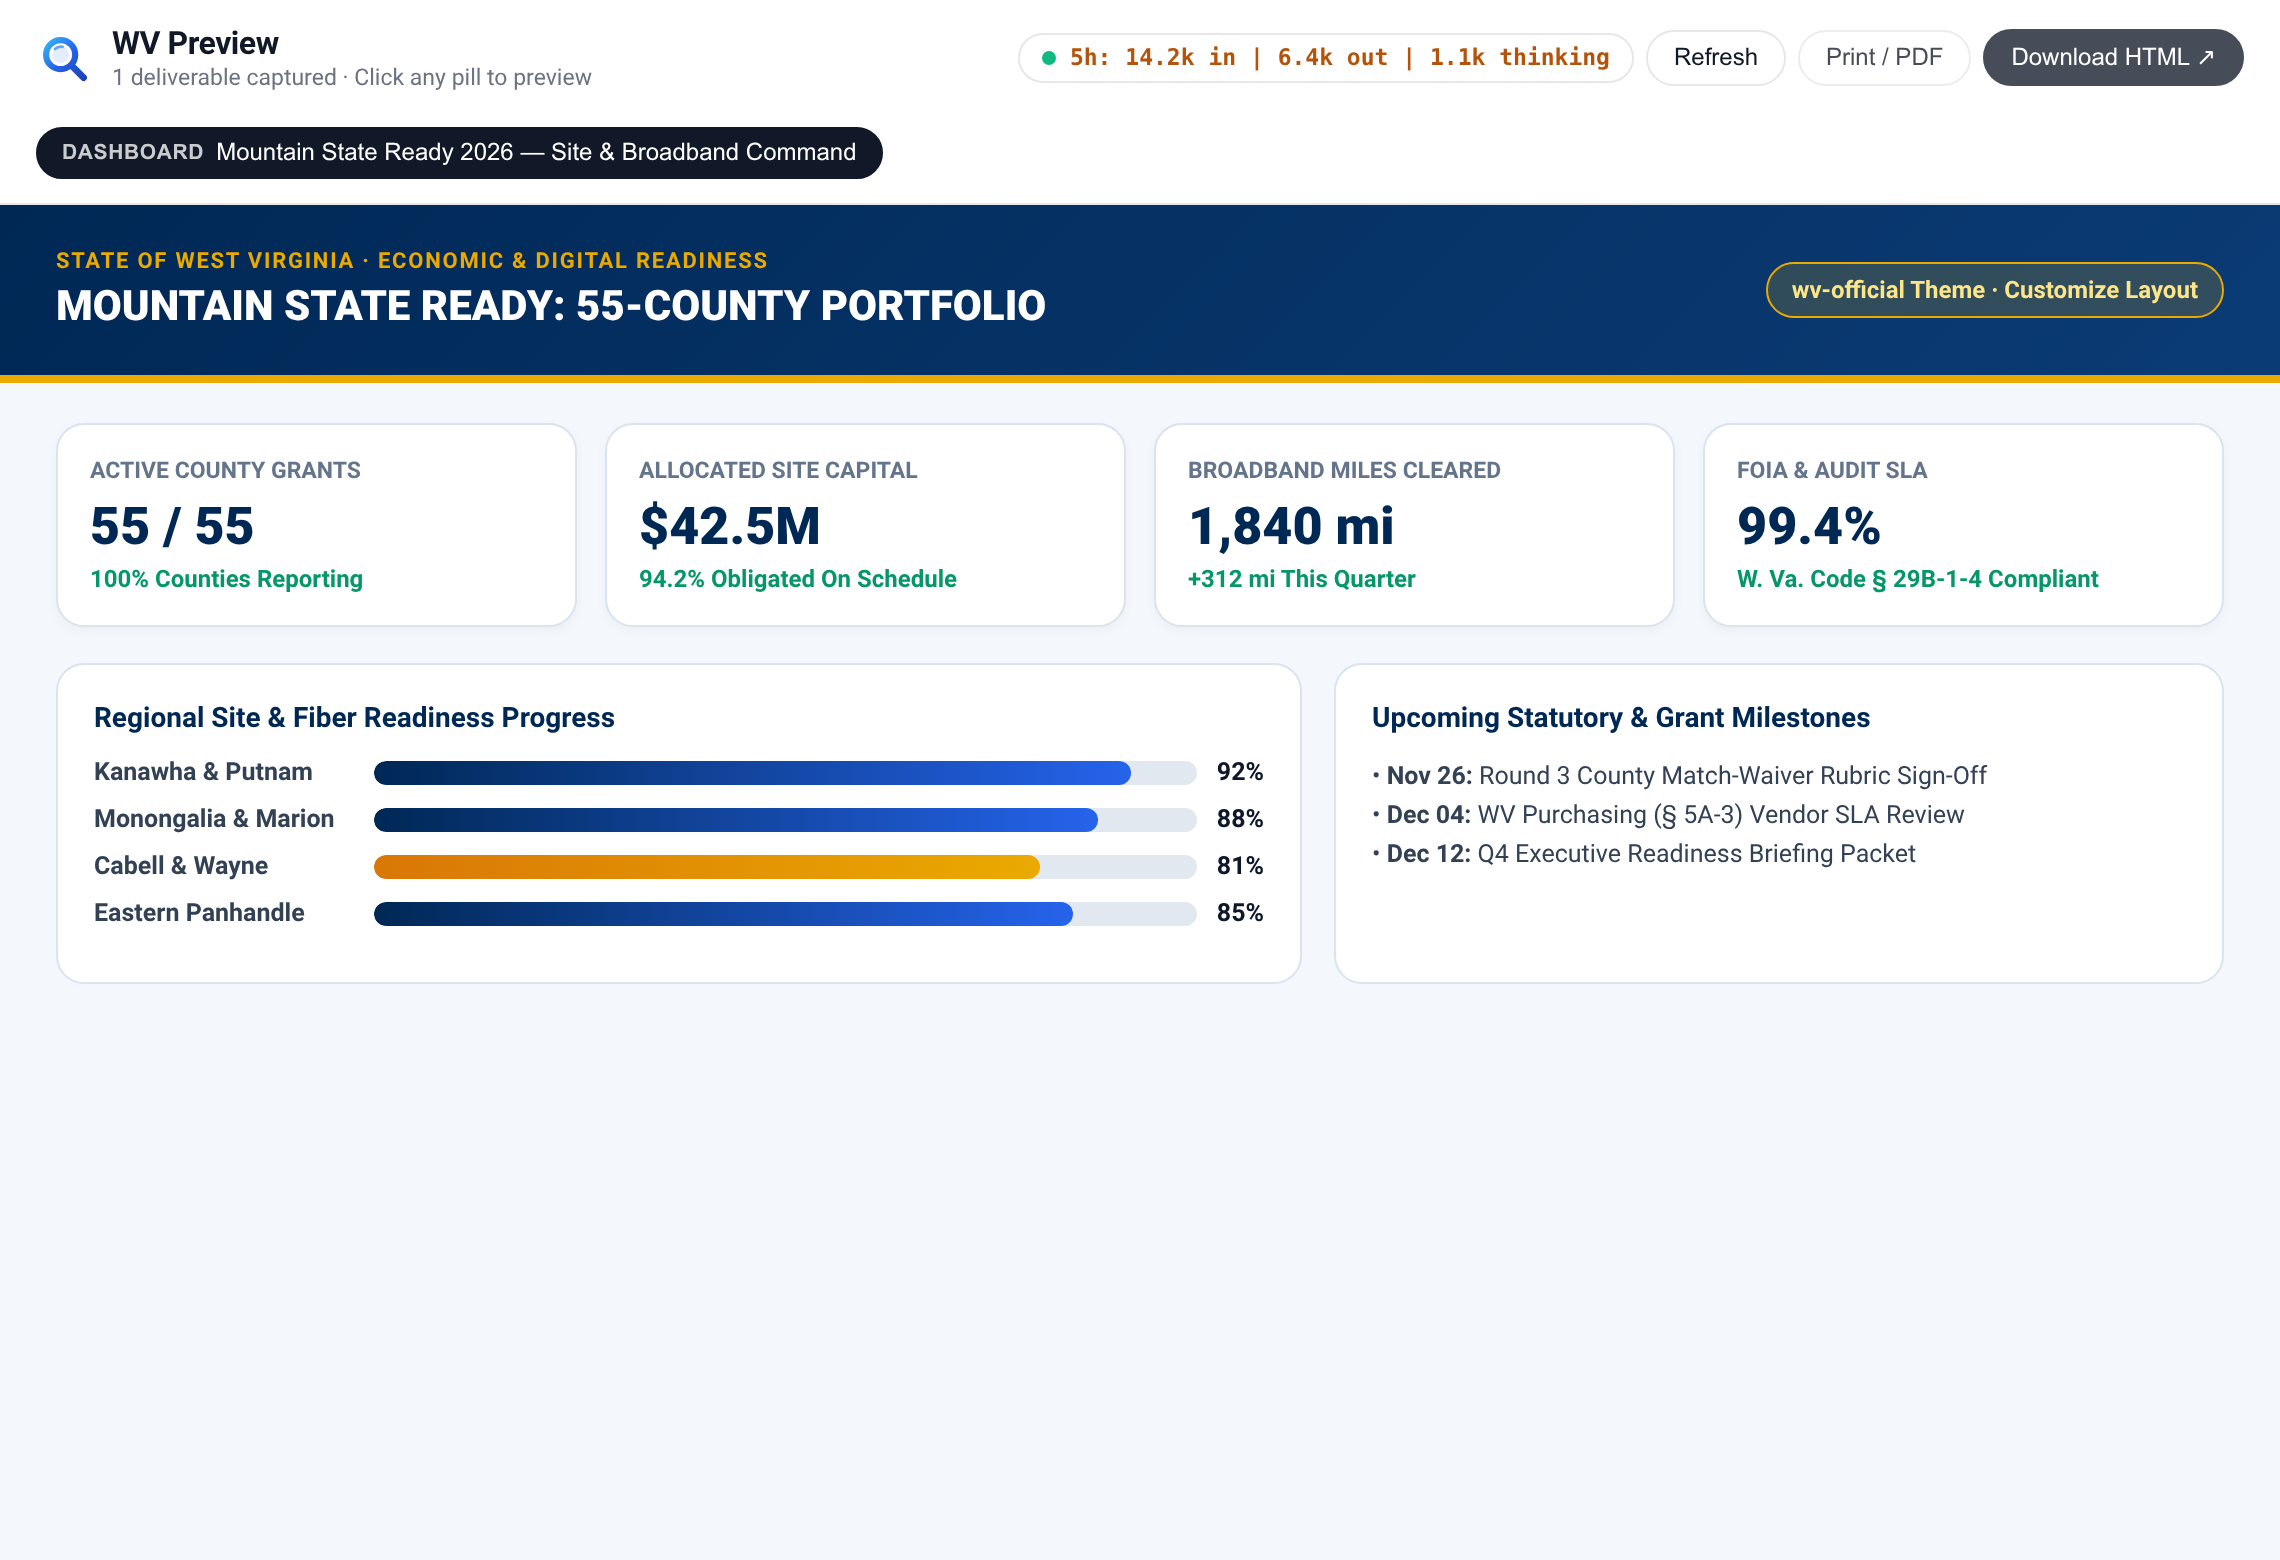 WV Preview
1 deliverable captured · Click any pill to preview
5h: 14.2k in | 6.4k out | 1.1k thinking
Refresh
Print / PDF
Download HTML ↗
DASHBOARD Mountain State Ready 2026 — Site & Broadband Command
STATE OF WEST VIRGINIA · ECONOMIC & DIGITAL READINESS
MOUNTAIN STATE READY: 55-COUNTY PORTFOLIO
wv-official Theme · Customize Layout
ACTIVE COUNTY GRANTS
55 / 55
100% Counties Reporting
ALLOCATED SITE CAPITAL
$42.5M
94.2% Obligated On Schedule
BROADBAND MILES CLEARED
1,840 mi
+312 mi This Quarter
FOIA & AUDIT SLA
99.4%
W. Va. Code § 29B-1-4 Compliant
Regional Site & Fiber Readiness Progress
Kanawha & Putnam 92%
Monongalia & Marion 88%
Cabell & Wayne 81%
Eastern Panhandle 85%
Upcoming Statutory & Grant Milestones
• Nov 26: Round 3 County Match-Waiver Rubric Sign-Off
• Dec 04: WV Purchasing (§ 5A-3) Vendor SLA Review
• Dec 12: Q4 Executive Readiness Briefing Packet